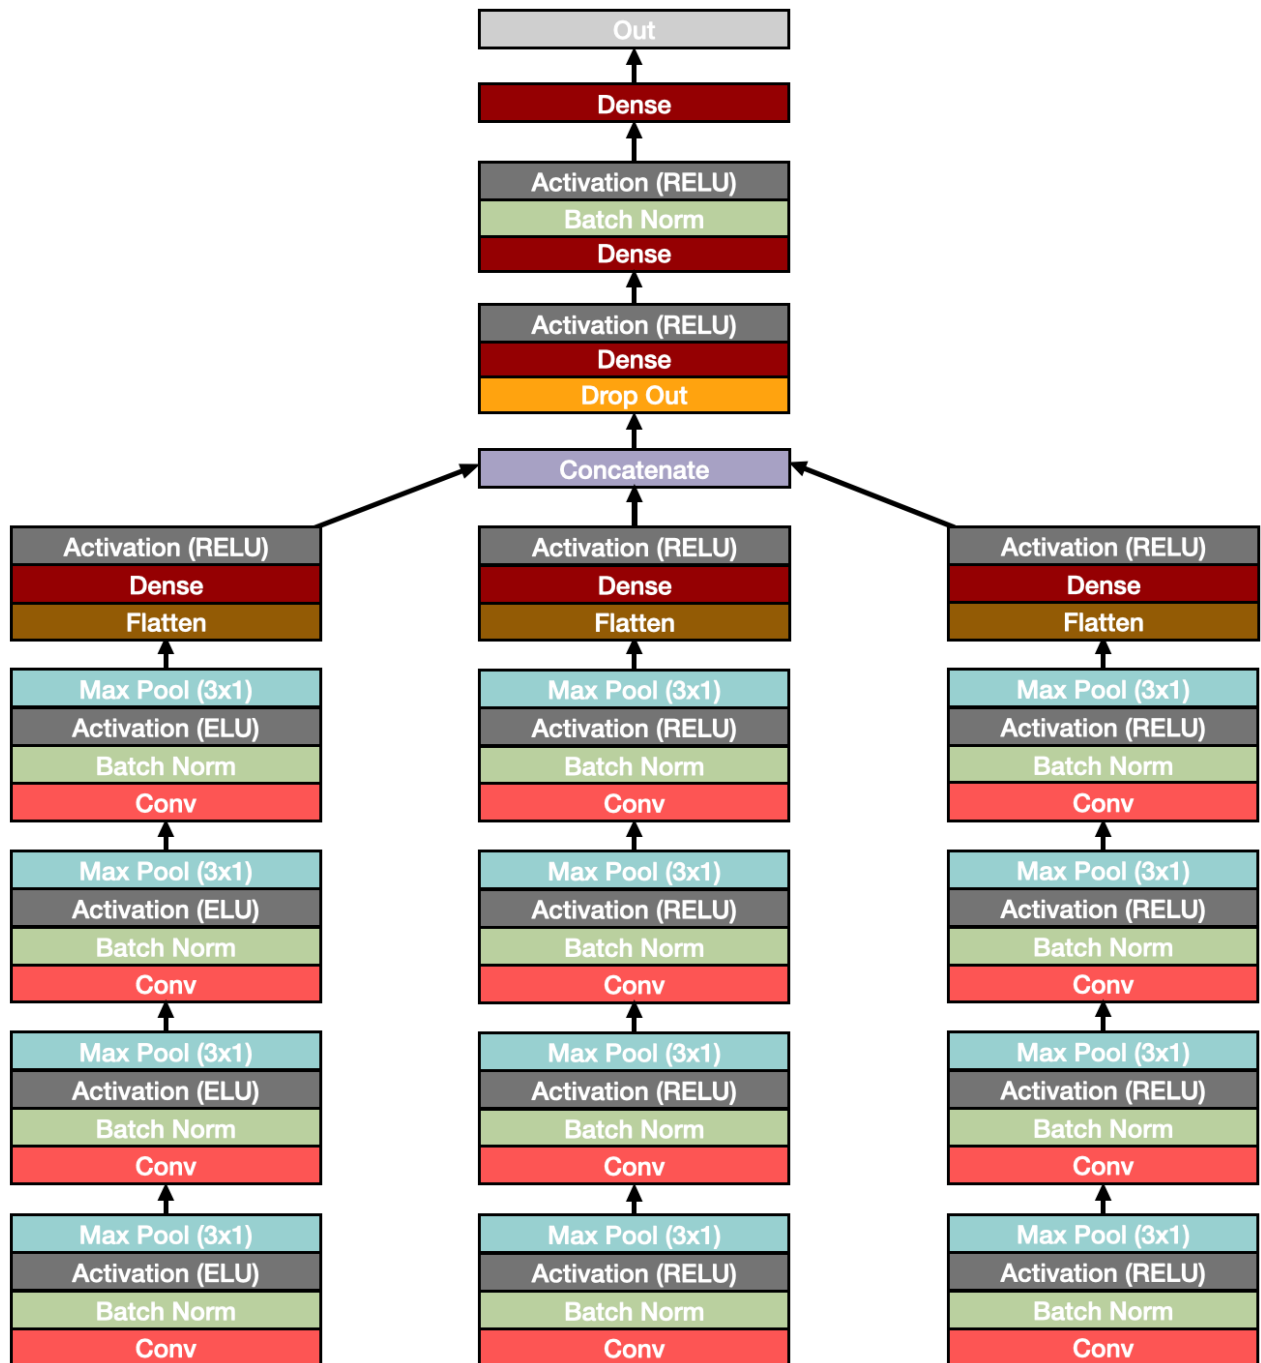 Out
Dense
Activation (RELU)
Batch Norm
Dense
Activation (RELU)
Dense
Drop Out
Concatenate
Activation (RELU)
Dense
Flatten
Max Pool (3x1)
Activation (ELU)
Batch Norm
Conv
Max Pool (3x1)
Activation (ELU)
Batch Norm
Conv
Max Pool (3x1)
Activation (ELU)
Batch Norm
Conv
Max Pool (3x1)
Activation (ELU)
Batch Norm
Conv
Activation (RELU)
Dense
Flatten
Max Pool (3x1)
Activation (RELU)
Batch Norm
Conv
Max Pool (3x1)
Activation (RELU)
Batch Norm
Conv
Max Pool (3x1)
Activation (RELU)
Batch Norm
Conv
Max Pool (3x1)
Activation (RELU)
Batch Norm
Conv
Activation (RELU)
Dense
Flatten
Max Pool (3x1)
Activation (RELU)
Batch Norm
Conv
Max Pool (3x1)
Activation (RELU)
Batch Norm
Conv
Max Pool (3x1)
Activation (RELU)
Batch Norm
Conv
Max Pool (3x1)
Activation (RELU)
Batch Norm
Conv